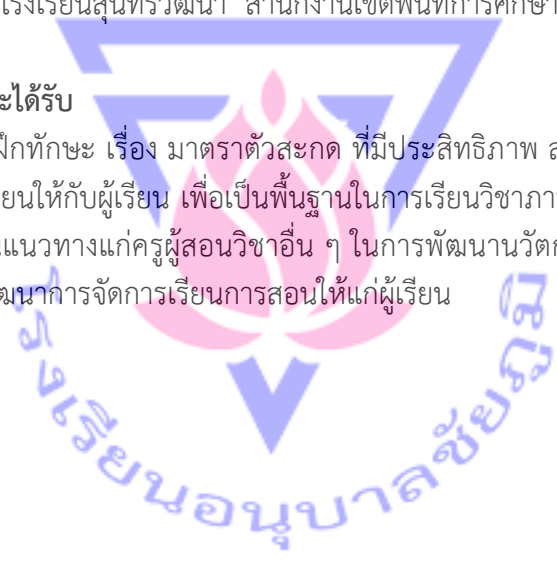 โรงเรียนสุนทรวัฒนา สำนักงานเขตพื้นที่การศึกษา
ะได้รับ
ฝึกทักษะ เรื่อง มาตราตัวสะกด ที่มีประสิทธิภาพ ส
ียนให้กับผู้เรียน เพื่อเป็นพื้นฐานในการเรียนวิชาภา
นแนวทางแก่ครูผู้สอนวิชาอื่น ๆ ในการพัฒนานวัตก
ัฒนาการจัดการเรียนการสอนให้แก่ผู้เรียน
โรงเรียนอนุบาลชัยภูมิ